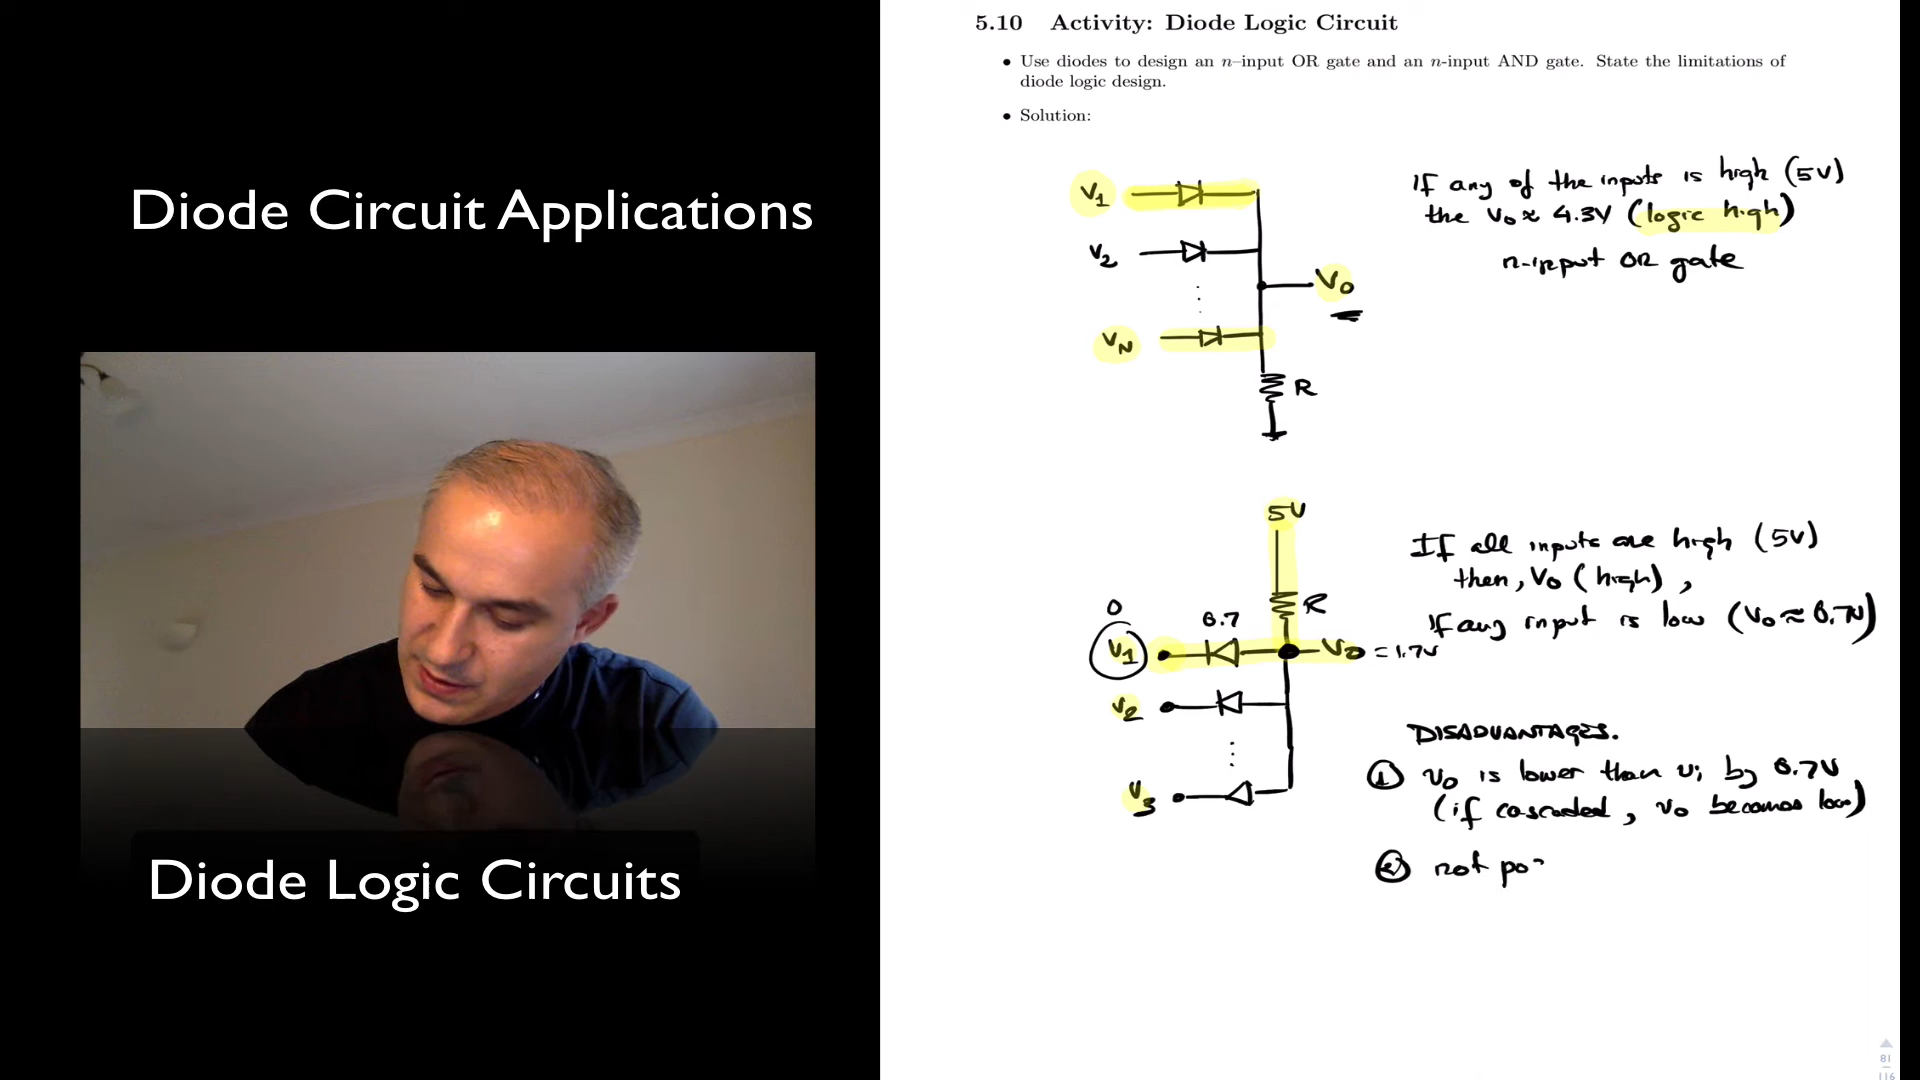 Diode Circuit Applications
Diode Logic Circuits
5.10 Activity: Diode Logic Circuit
• Use diodes to design an n–input OR gate and an n-input AND gate. State the limitations of
diode logic design.
• Solution:
V1
V2
VN
Vo
R
If any of the inputs is high (5V)
the Vo ≈ 4.3V (logic high)
n-input OR gate
5V
R
0
0.7
V1
Vo = 1.7V
V2
V3
If all inputs are high (5V)
then, Vo (high),
If any input is low (Vo ≈ 0.7V)
DISADVANTAGES.
① Vo is lower than Vi by 0.7V
(if cascaded, Vo becomes low)
② not po
81
116